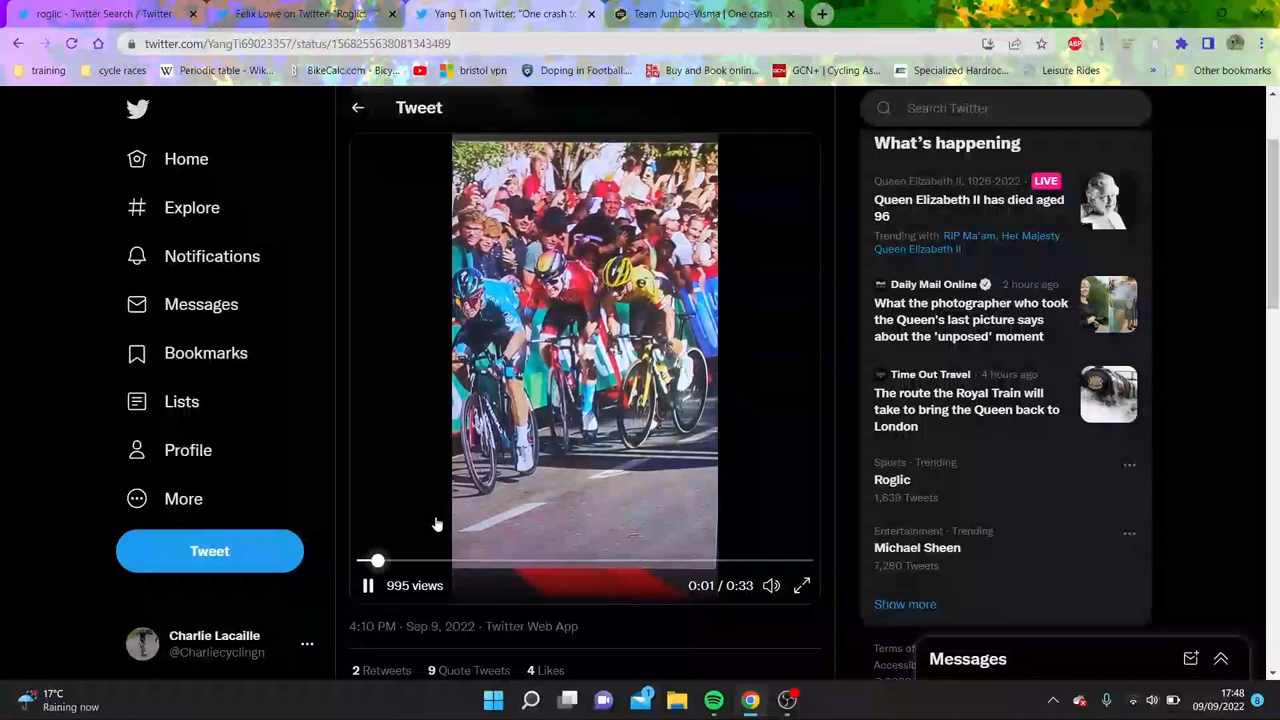 roglic - Twitter Search / Twitter
Felix Lowe on Twitter: "Roglic:
Yang Ti on Twitter: "One crash to
Team Jumbo-Visma | One crash
twitter.com/YangTi69023357/status/1568255638081343489
training
cycle races
Periodic table - Wik...
BikeCalc.com - Bicy...
bristol vpn
Doping in Football....
Buy and Book onlin...
GCN+ | Cycling As...
Specialized Hardroc...
Leisure Rides
»
Other bookmarks
Tweet
Search Twitter
Home
Explore
Notifications
Messages
Bookmarks
Lists
Profile
More
Tweet
Charlie Lacaille
@Charliecyclingn
995 views
0:01 / 0:33
4:10 PM · Sep 9, 2022 · Twitter Web App
2 Retweets 9 Quote Tweets 4 Likes
What's happening
Queen Elizabeth II, 1926-2022 · LIVE
Queen Elizabeth II has died aged
96
Trending with RIP Ma'am, Her Majesty
Queen Elizabeth II
Daily Mail Online · 2 hours ago
What the photographer who took
the Queen's last picture says
about the 'unposed' moment
Time Out Travel · 4 hours ago
The route the Royal Train will
take to bring the Queen back to
London
Sports · Trending
Roglic
1,639 Tweets
Entertainment · Trending
Michael Sheen
7,280 Tweets
Show more
Terms of
Accessib
Messages
17°C
Raining now
1
17:48
09/09/2022
8